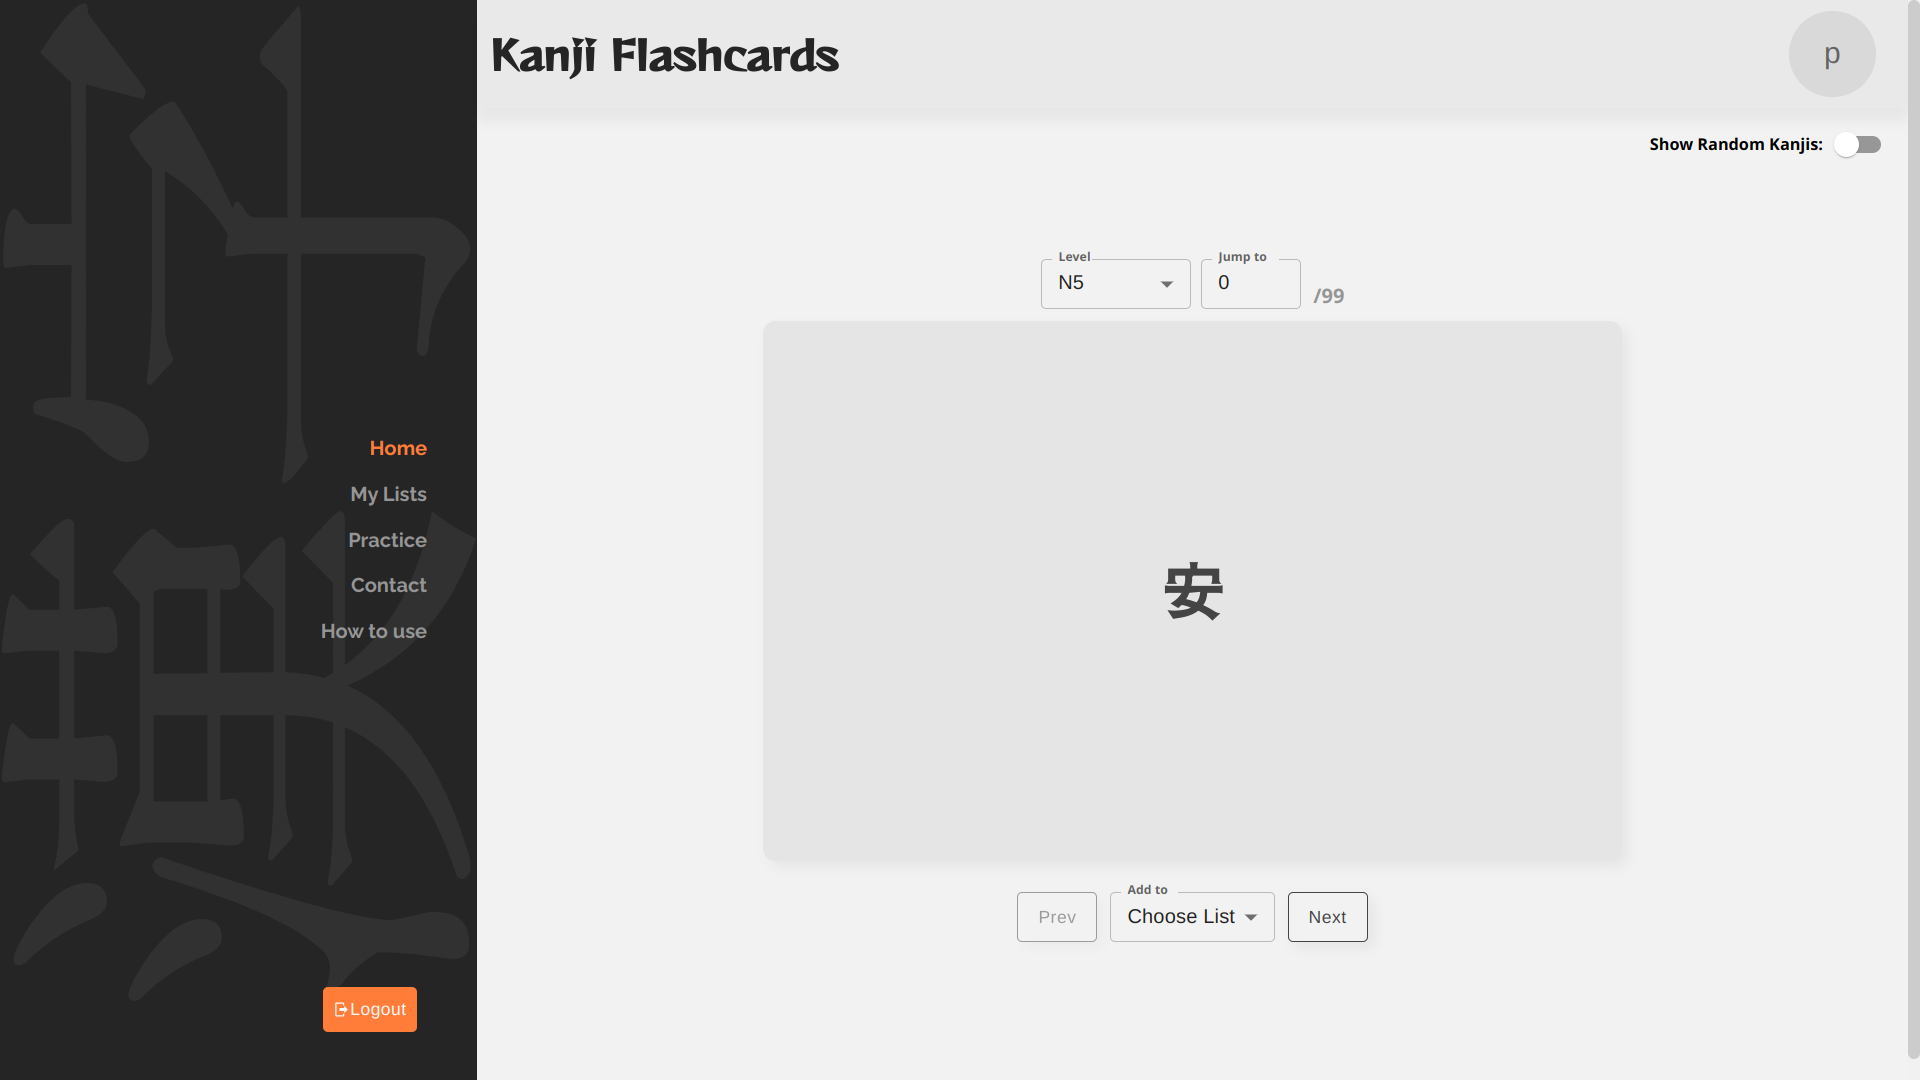 Kanji Flashcards
p
Show Random Kanjis:
Level
N5
Jump to
0
/99
安
Home
My Lists
Practice
Contact
How to use
Prev
Add to
Choose List
Next
Logout